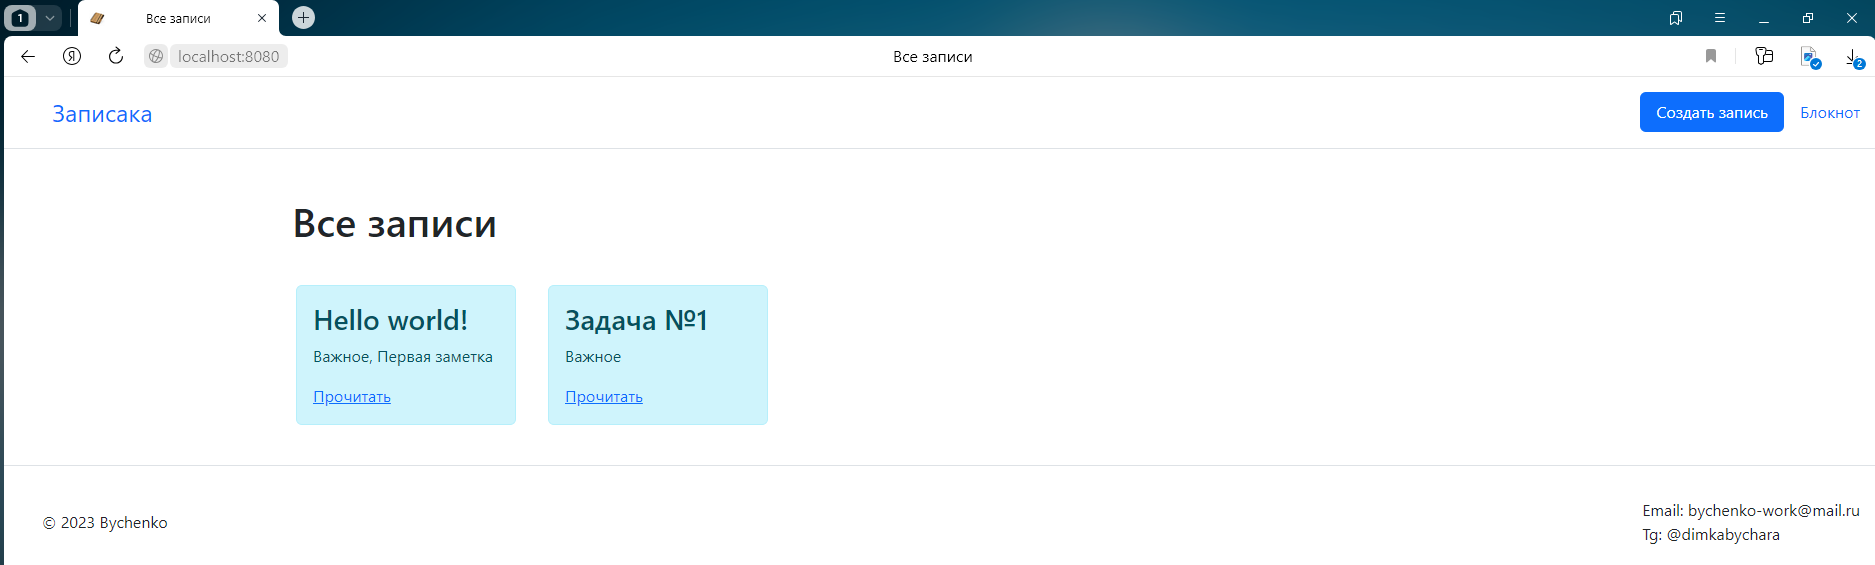 1
Все записи
localhost:8080
Все записи
2
Записака
Создать запись
Блокнот
Все записи
Hello world!
Важное, Первая заметка
Прочитать
Задача №1
Важное
Прочитать
© 2023 Bychenko
Email: bychenko-work@mail.ru
Tg: @dimkabychara